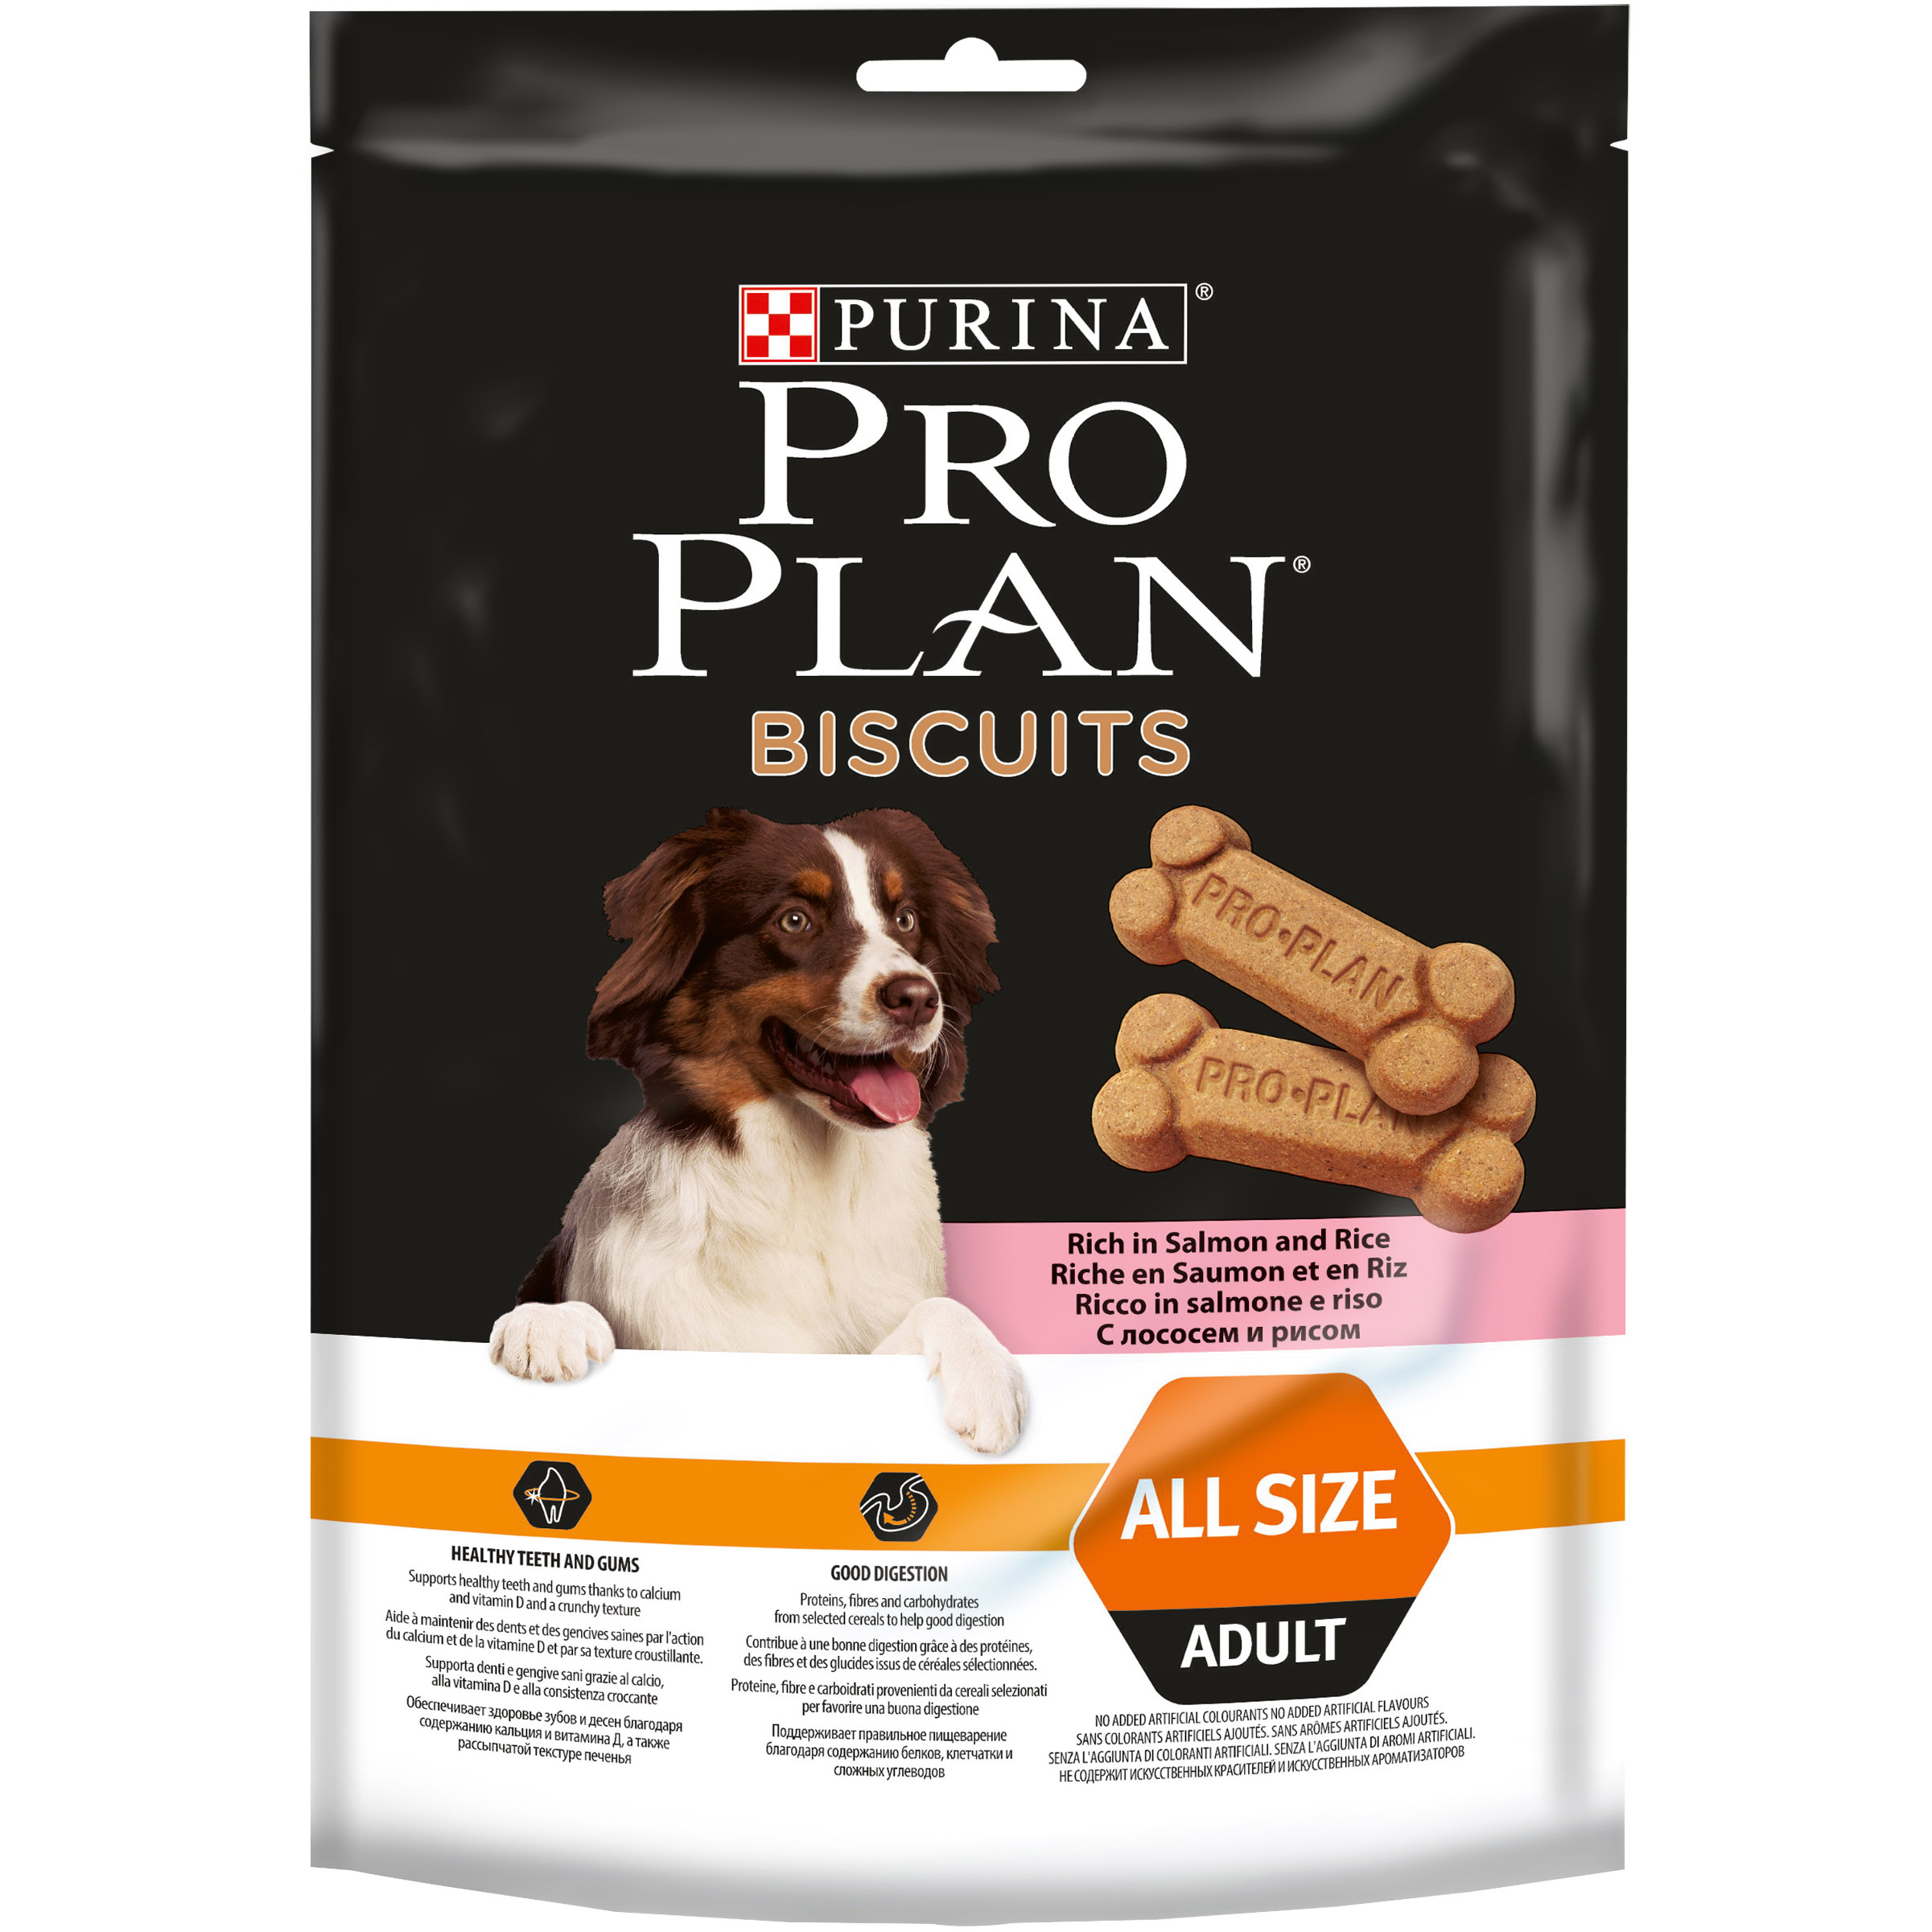 PURINA®
PRO
PLAN®
BISCUITS
PRO•PLAN
PRO•PLAN
Rich in Salmon and Rice
Riche en Saumon et en Riz
Ricco in salmone e riso
С лососем и рисом
ALL SIZE
ADULT
HEALTHY TEETH AND GUMS
Supports healthy teeth and gums thanks to calcium
and vitamin D and a crunchy texture
Aide à maintenir des dents et des gencives saines par l'action
du calcium et de la vitamine D et par sa texture croustillante.
Supporta denti e gengive sani grazie al calcio,
alla vitamina D e alla consistenza croccante
Обеспечивает здоровье зубов и десен благодаря
содержанию кальция и витамина Д, а также
рассыпчатой текстуре печенья
GOOD DIGESTION
Proteins, fibres and carbohydrates
from selected cereals to help good digestion
Contribue à une bonne digestion grâce à des protéines,
des fibres et des glucides issus de céréales sélectionnées.
Proteine, fibre e carboidrati provenienti da cereali selezionati
per favorire una buona digestione
Поддерживает правильное пищеварение
благодаря содержанию белков, клетчатки и
сложных углеводов
NO ADDED ARTIFICIAL COLOURANTS NO ADDED ARTIFICIAL FLAVOURS
SANS COLORANTS ARTIFICIELS AJOUTÉS. SANS ARÔMES ARTIFICIELS AJOUTÉS.
SENZA L'AGGIUNTA DI COLORANTI ARTIFICIALI. SENZA L'AGGIUNTA DI AROMI ARTIFICIALI.
НЕ СОДЕРЖИТ ИСКУССТВЕННЫХ КРАСИТЕЛЕЙ И ИСКУССТВЕННЫХ АРОМАТИЗАТОРОВ